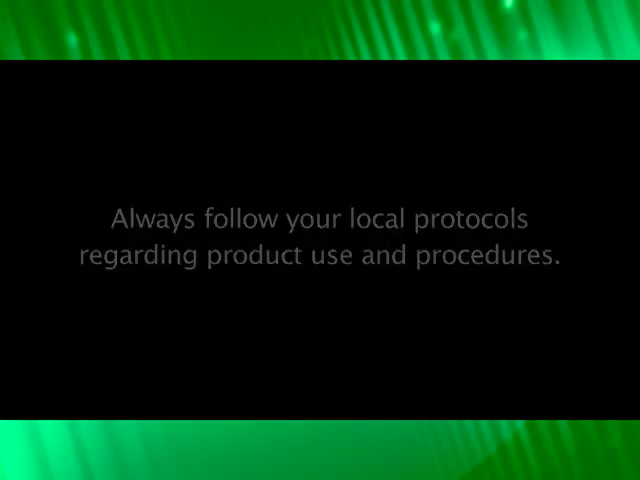 Always follow your local protocols
regarding product use and procedures.